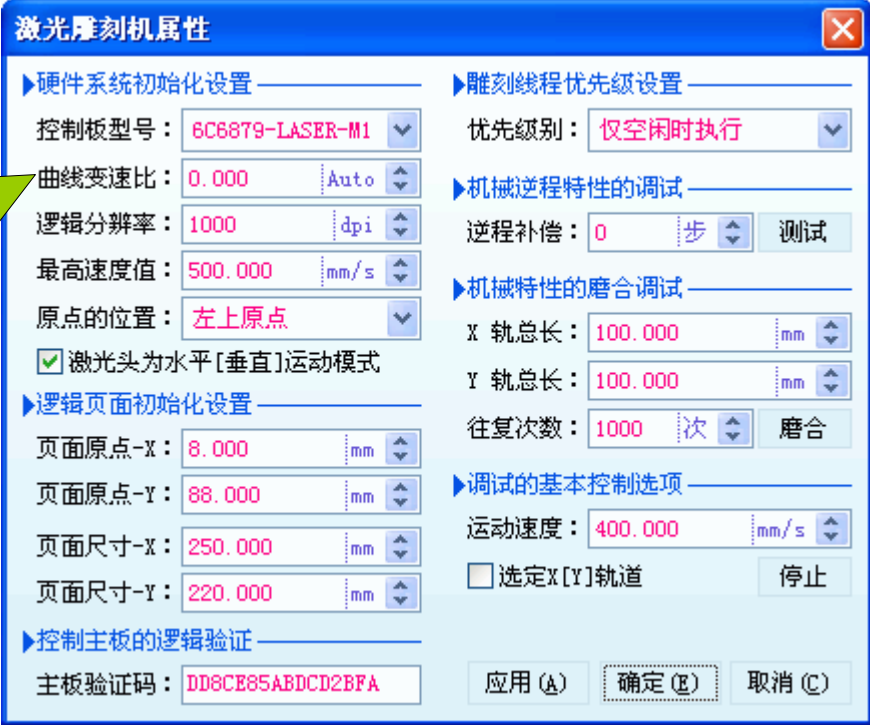 激光雕刻机属性
硬件系统初始化设置
控制板型号： 6C6879-LASER-M1
曲线变速比： 0.000 Auto
逻辑分辨率： 1000 dpi
最高速度值： 500.000 mm/s
原点的位置： 左上原点
激光头为水平[垂直]运动模式
逻辑页面初始化设置
页面原点-X： 8.000 mm
页面原点-Y： 88.000 mm
页面尺寸-X： 250.000 mm
页面尺寸-Y： 220.000 mm
控制主板的逻辑验证
主板验证码： DD8CE85ABDCD2BFA
雕刻线程优先级设置
优先级别： 仅空闲时执行
机械逆程特性的调试
逆程补偿： 0 步 测试
机械特性的磨合调试
X 轨总长： 100.000 mm
Y 轨总长： 100.000 mm
往复次数： 1000 次 磨合
调试的基本控制选项
运动速度： 400.000 mm/s
选定X[Y]轨道 停止
应用(A) 确定(E) 取消(C)